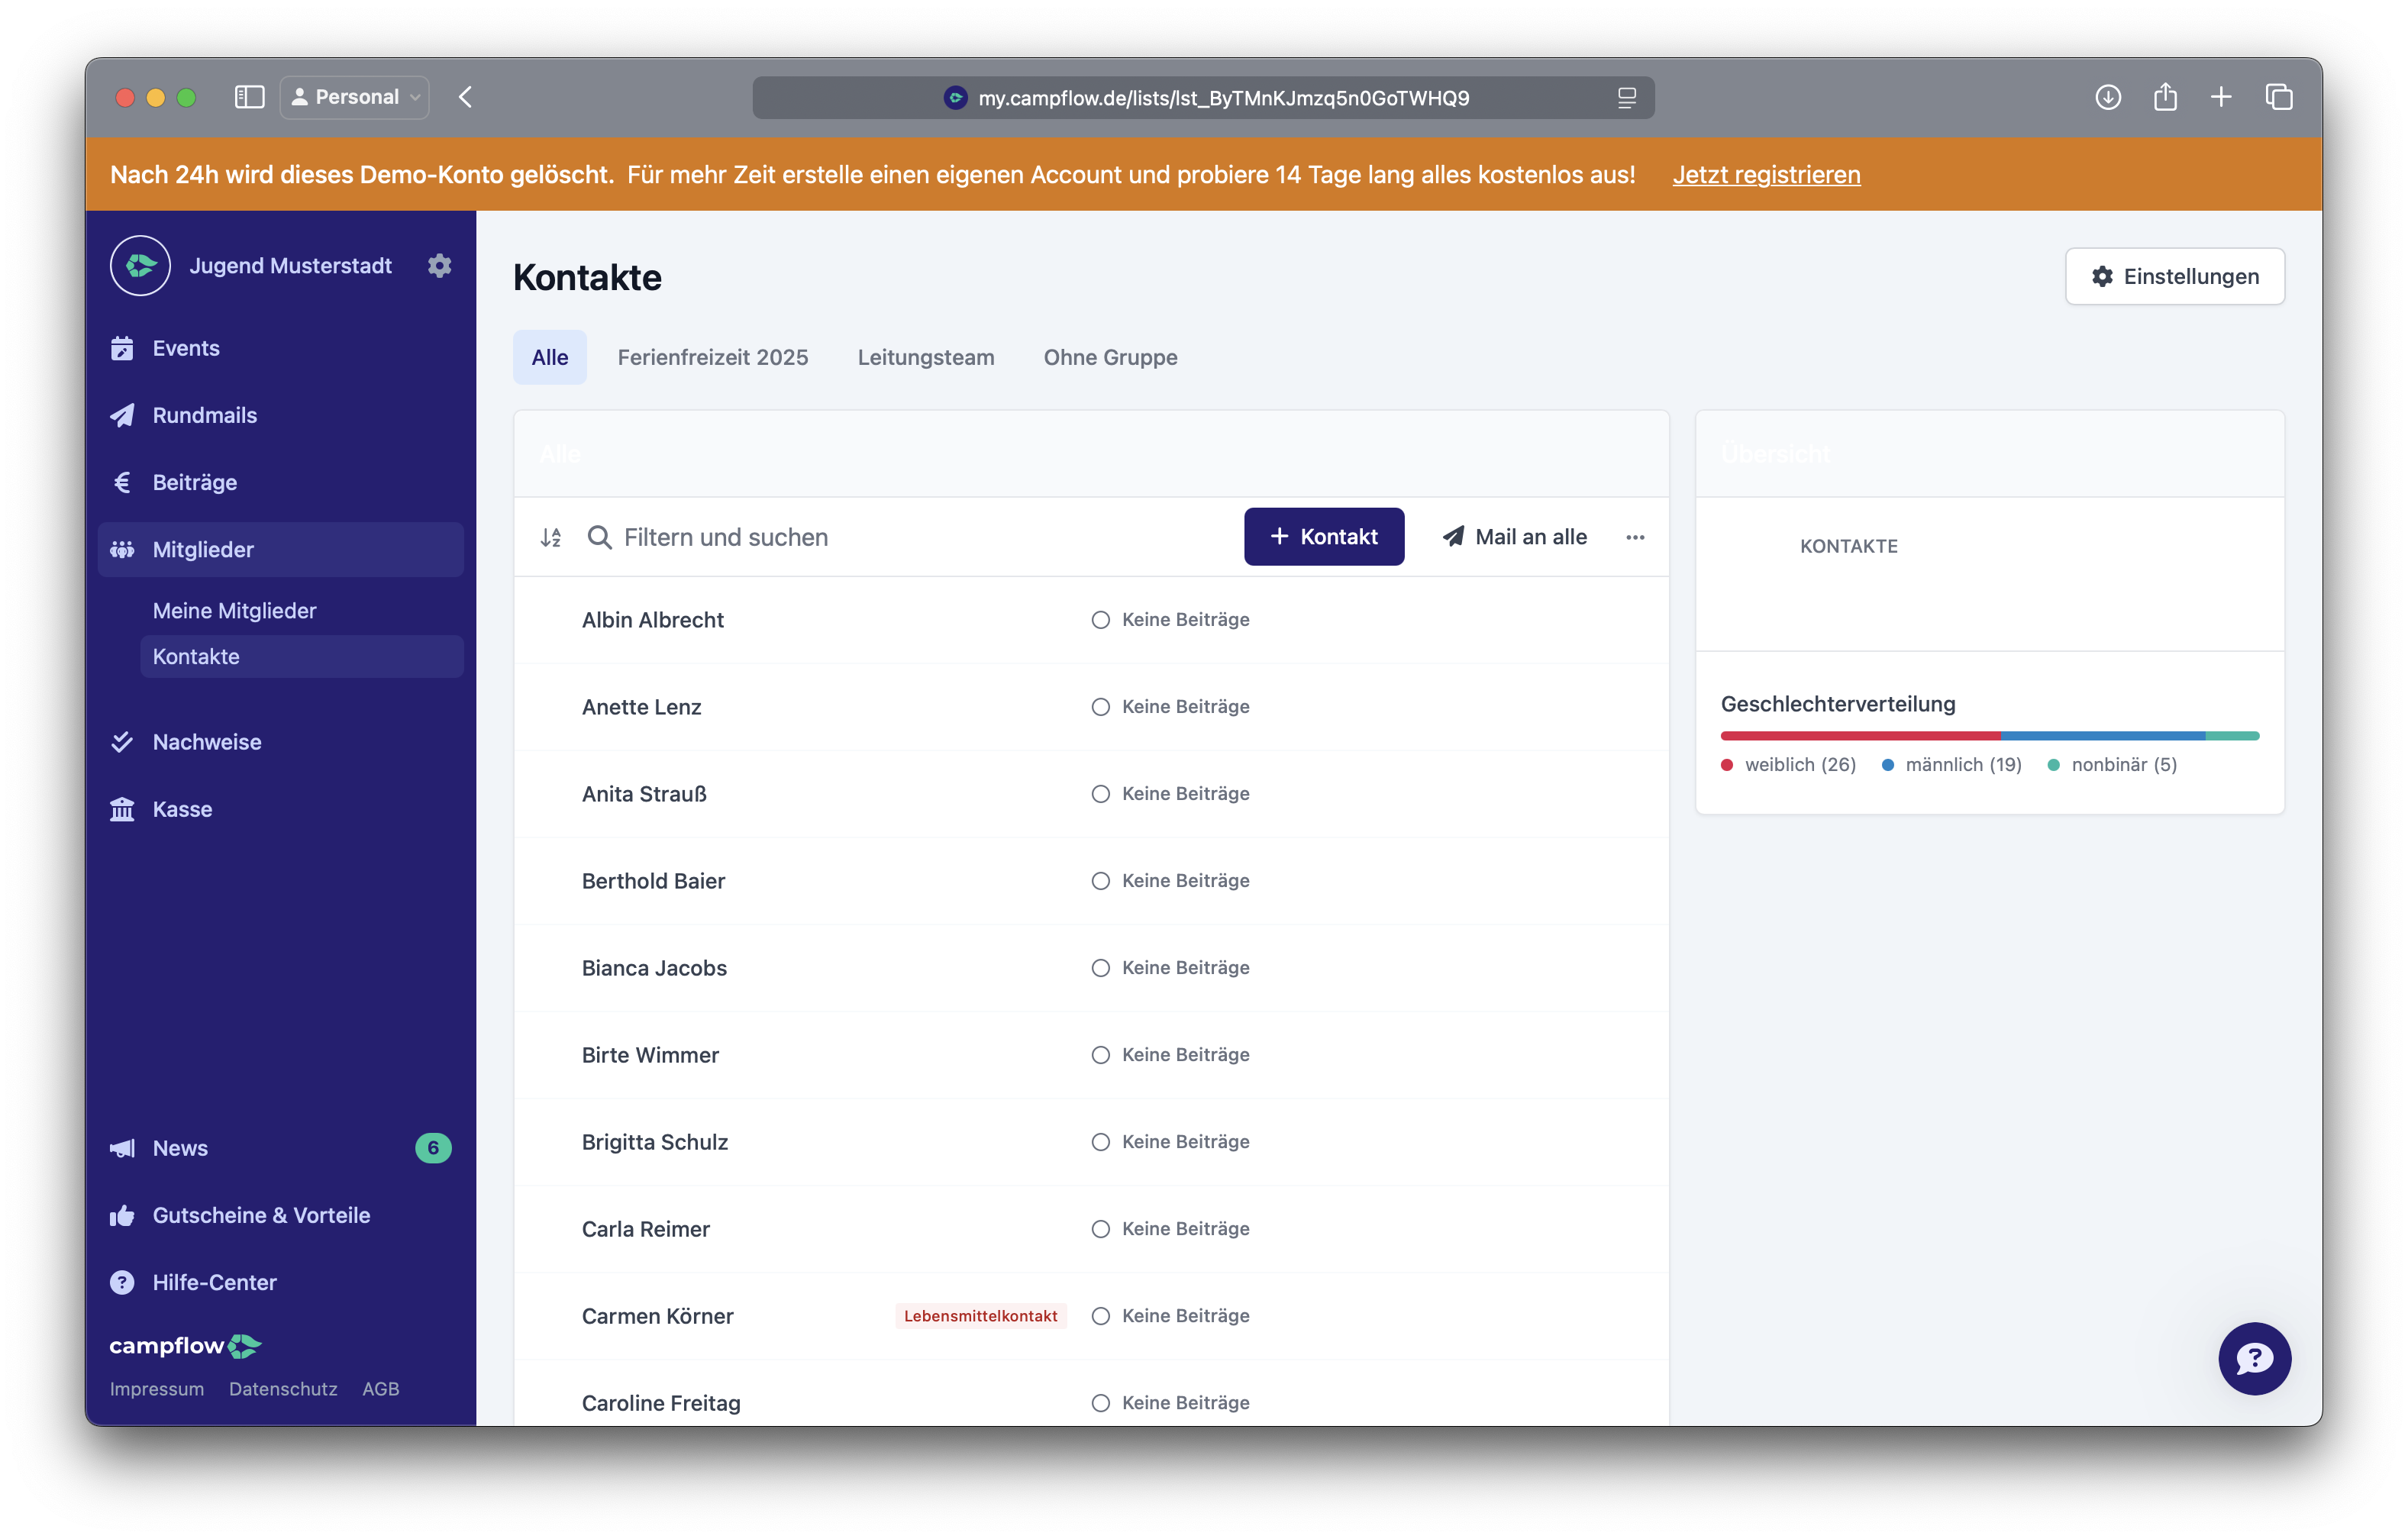 Personal
my.campflow.de/lists/lst_ByTMnKJmzq5n0GoTWHQ9
Nach 24h wird dieses Demo-Konto gelöscht. Für mehr Zeit erstelle einen eigenen Account und probiere 14 Tage lang alles kostenlos aus! Jetzt registrieren
Jugend Musterstadt
Events
Rundmails
Beiträge
Mitglieder
Meine Mitglieder
Kontakte
Nachweise
Kasse
News 6
Gutscheine & Vorteile
Hilfe-Center
campflow
Impressum Datenschutz AGB
Kontakte
Einstellungen
Alle Ferienfreizeit 2025 Leitungsteam Ohne Gruppe
Alle
Filtern und suchen + Kontakt Mail an alle ...
Albin Albrecht Keine Beiträge
Anette Lenz Keine Beiträge
Anita Strauß Keine Beiträge
Berthold Baier Keine Beiträge
Bianca Jacobs Keine Beiträge
Birte Wimmer Keine Beiträge
Brigitta Schulz Keine Beiträge
Carla Reimer Keine Beiträge
Carmen Körner Lebensmittelkontakt Keine Beiträge
Caroline Freitag Keine Beiträge
Übersicht
KONTAKTE
Geschlechterverteilung
weiblich (26) männlich (19) nonbinär (5)